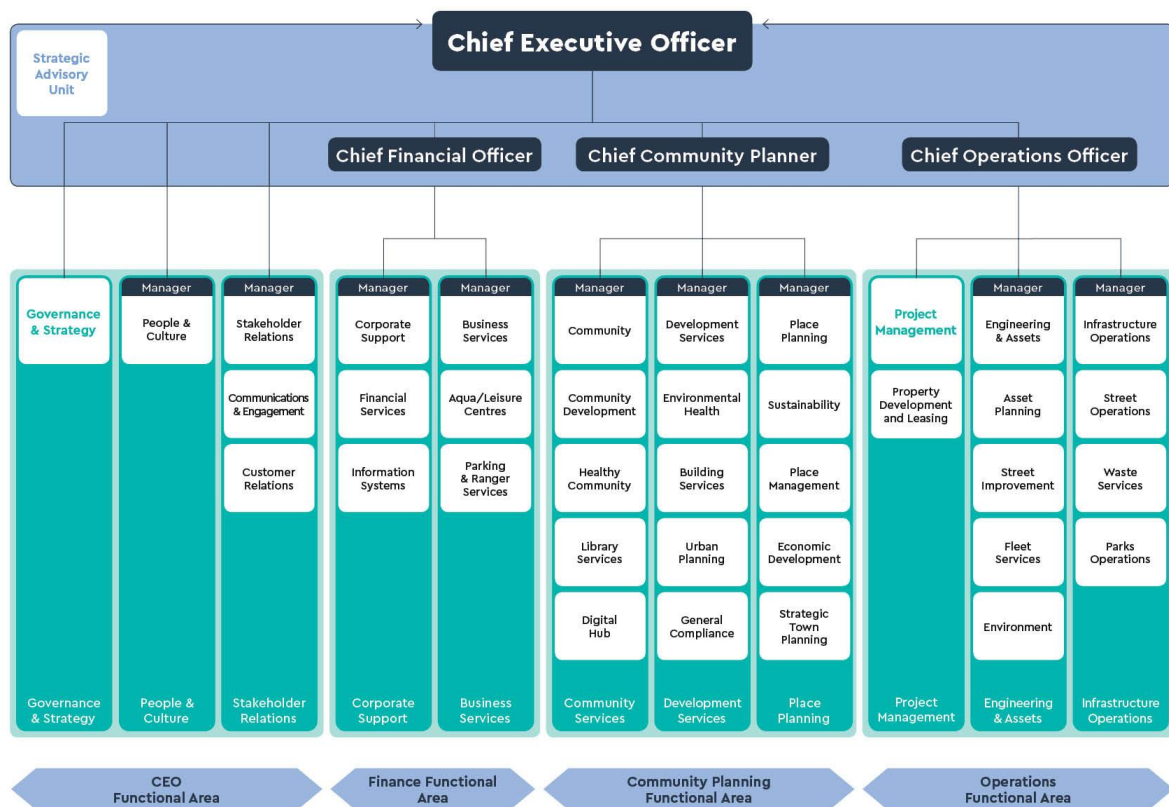 Chief Executive Officer
Strategic
Advisory
Unit
Chief Financial Officer
Chief Community Planner
Chief Operations Officer
Governance
& Strategy
Governance
& Strategy
Manager
People &
Culture
People &
Culture
Manager
Stakeholder
Relations
Communications
& Engagement
Customer
Relations
Stakeholder
Relations
Manager
Corporate
Support
Financial
Services
Information
Systems
Corporate
Support
Manager
Business
Services
Aqua/Leisure
Centres
Parking
& Ranger
Services
Business
Services
Manager
Community
Community
Development
Healthy
Community
Library
Services
Digital
Hub
Community
Services
Manager
Development
Services
Environmental
Health
Building
Services
Urban
Planning
General
Compliance
Development
Services
Manager
Place
Planning
Sustainability
Place
Management
Economic
Development
Strategic
Town
Planning
Place
Planning
Project
Management
Property
Development
and Leasing
Project
Management
Manager
Engineering
& Assets
Asset
Planning
Street
Improvement
Fleet
Services
Environment
Engineering
& Assets
Manager
Infrastructure
Operations
Street
Operations
Waste
Services
Parks
Operations
Infrastructure
Operations
CEO
Functional Area
Finance Functional
Area
Community Planning
Functional Area
Operations
Functional Area